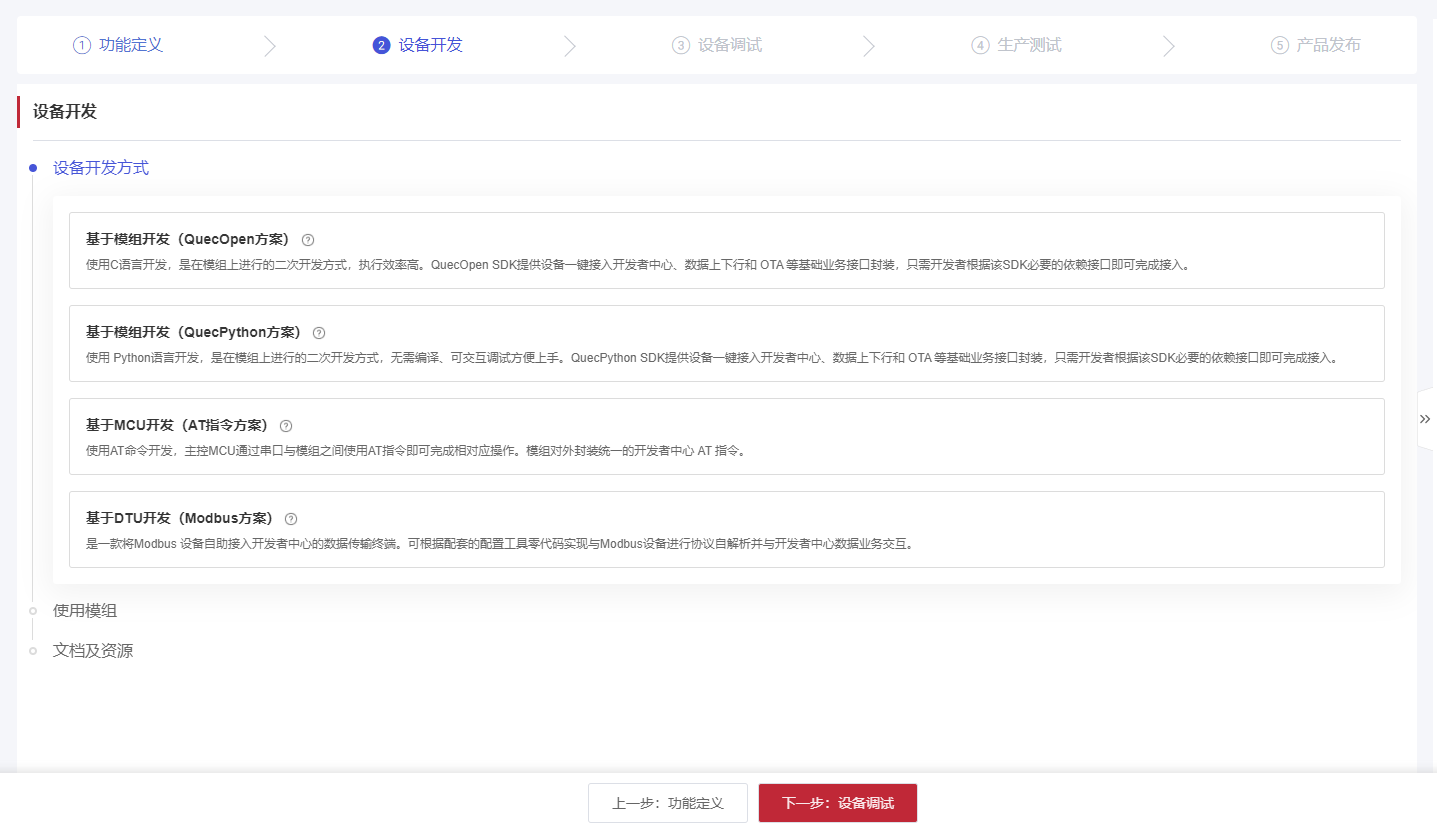 1 功能定义
2 设备开发
3 设备调试
4 生产测试
5 产品发布
设备开发
设备开发方式
基于模组开发（QuecOpen方案） ?
使用C语言开发，是在模组上进行的二次开发方式，执行效率高。QuecOpen SDK提供设备一键接入开发者中心、数据上下行和 OTA 等基础业务接口封装，只需开发者根据该SDK必要的依赖接口即可完成接入。
基于模组开发（QuecPython方案） ?
使用 Python语言开发，是在模组上进行的二次开发方式，无需编译、可交互调试方便上手。QuecPython SDK提供设备一键接入开发者中心、数据上下行和 OTA 等基础业务接口封装，只需开发者根据该SDK必要的依赖接口即可完成接入。
基于MCU开发（AT指令方案） ?
使用AT命令开发，主控MCU通过串口与模组之间使用AT指令即可完成相对应操作。模组对外封装统一的开发者中心 AT 指令。
基于DTU开发（Modbus方案） ?
是一款将Modbus 设备自助接入开发者中心的数据传输终端。可根据配套的配置工具零代码实现与Modbus设备进行协议自解析并与开发者中心数据业务交互。
使用模组
文档及资源
上一步：功能定义
下一步：设备调试